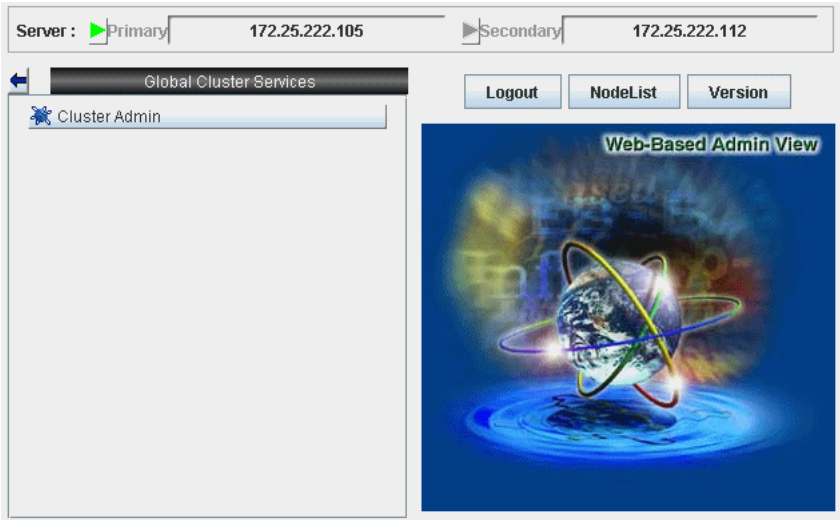 Server : Primary 172.25.222.105 Secondary 172.25.222.112
Global Cluster Services
Logout NodeList Version
Cluster Admin
Web-Based Admin View